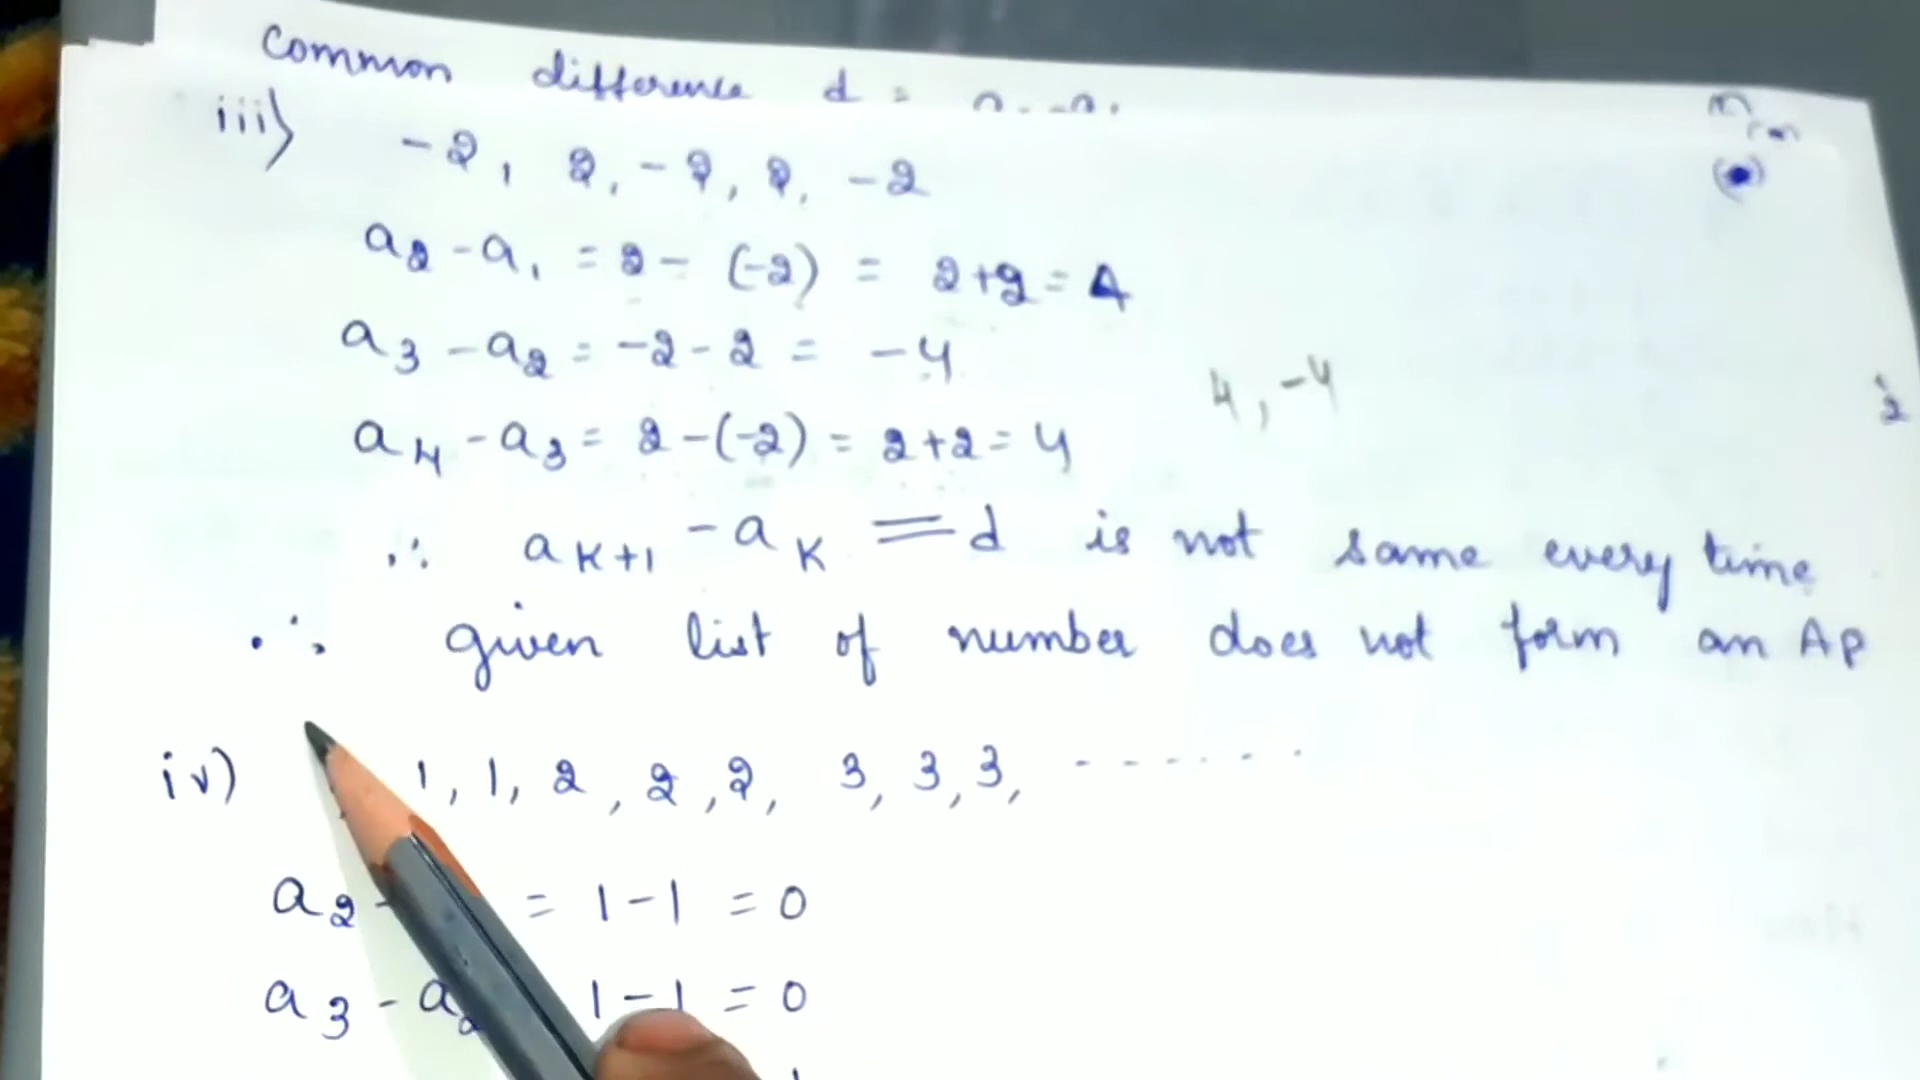 Common difference d =
iii) -2, 2, -2, 2, -2
a2 - a1 = 2 - (-2) = 2+2 = 4
a3 - a2 = -2 - 2 = -4
4, -4
a4 - a3 = 2 - (-2) = 2+2 = 4
∴ aK+1 - aK = d is not same every time
∴ given list of number does not form an AP
iv) 1, 1, 2, 2, 2, 3, 3, 3, ------
a2 - = 1-1 = 0
a3 - a2 1-1 = 0